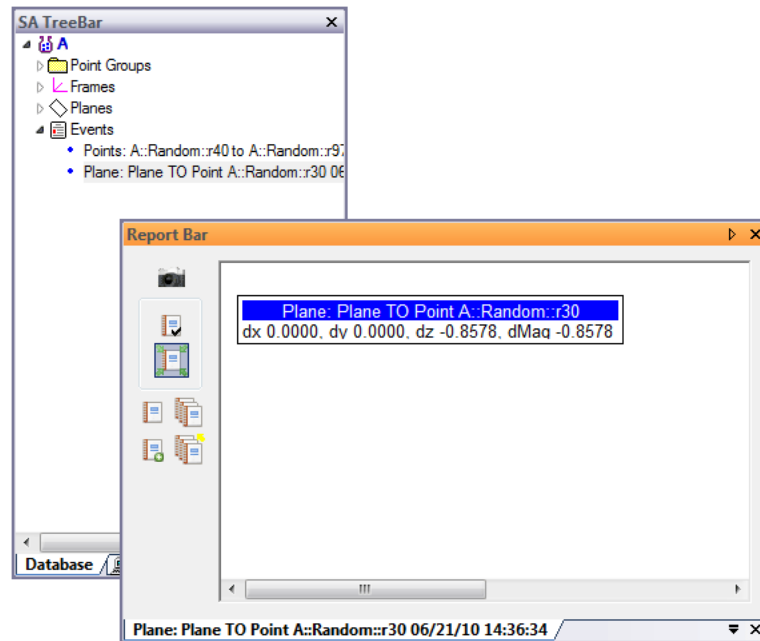 SA TreeBar
A
Point Groups
Frames
Planes
Events
Points: A::Random::r40 to A::Random::r97
Plane: Plane TO Point A::Random::r30 06
Report Bar
Plane: Plane TO Point A::Random::r30
dx 0.0000, dy 0.0000, dz -0.8578, dMag -0.8578
Database
Plane: Plane TO Point A::Random::r30 06/21/10 14:36:34